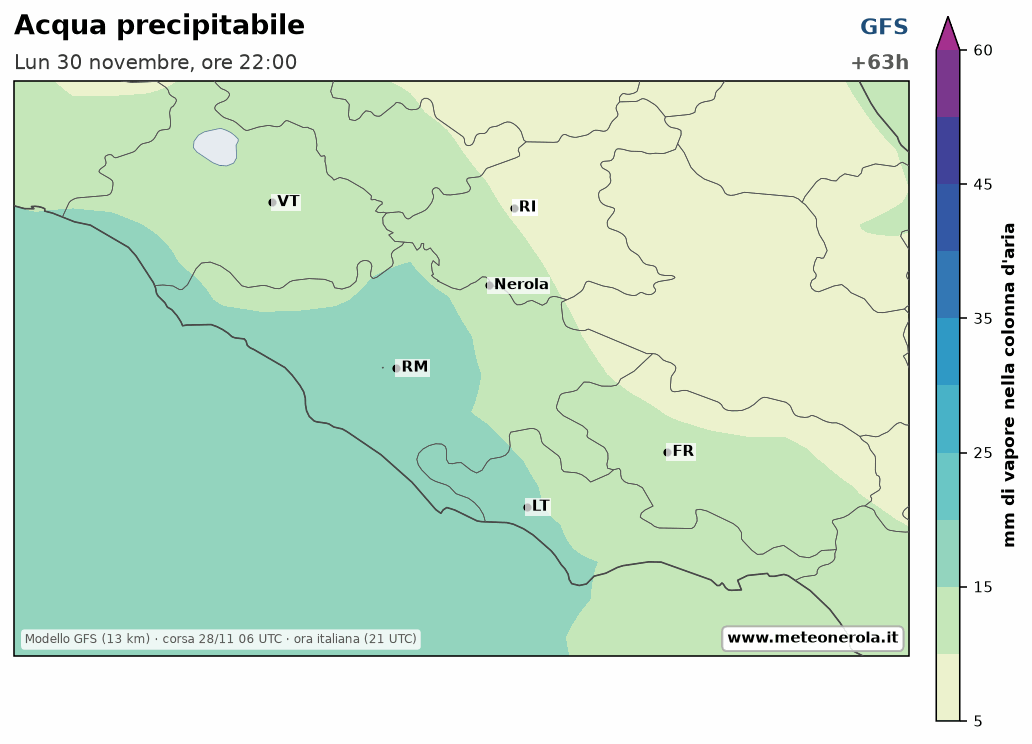 Acqua precipitabile
GFS
Lun 30 novembre, ore 22:00
+63h
60
45
35
25
15
5
mm di vapore nella colonna d'aria
VT
RI
Nerola
RM
FR
LT
Modello GFS (13 km) · corsa 28/11 06 UTC · ora italiana (21 UTC)
www.meteonerola.it